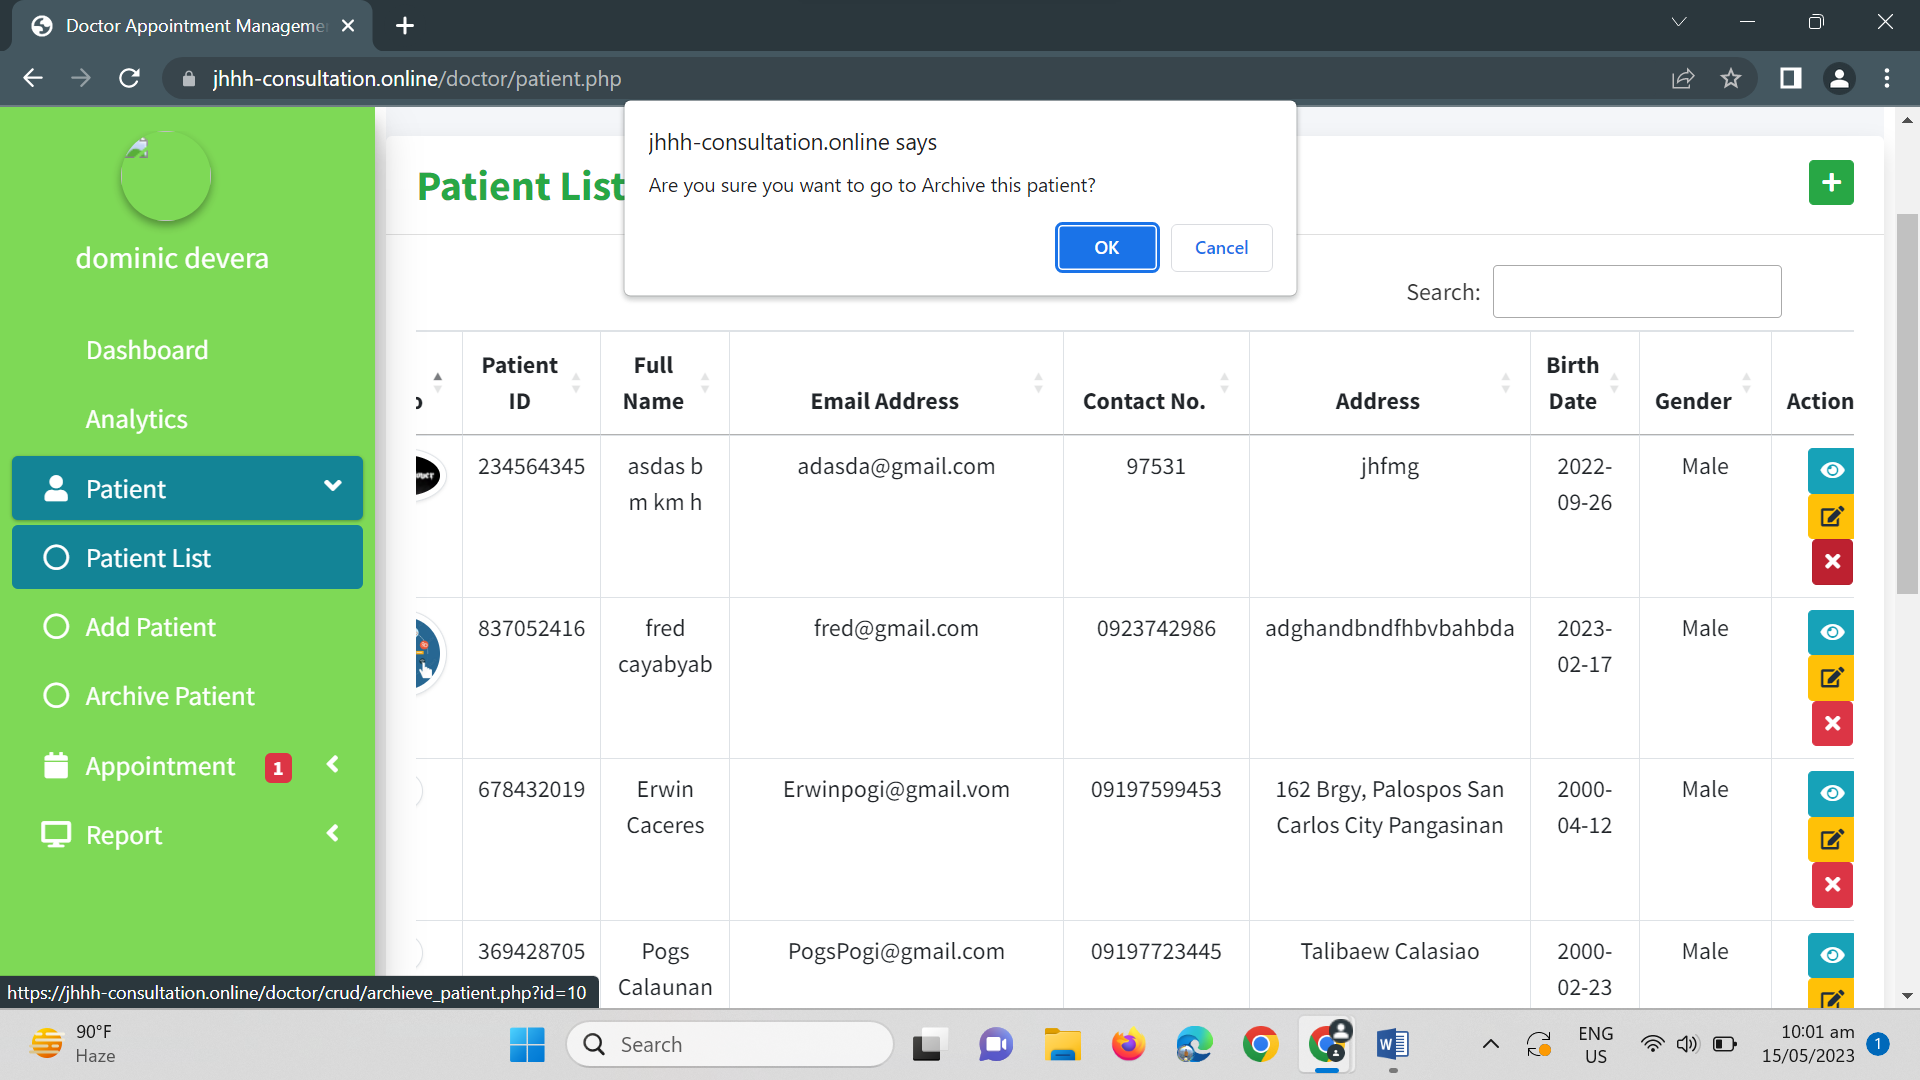 Doctor Appointment Manageme
jhhh-consultation.online/doctor/patient.php
jhhh-consultation.online says
Are you sure you want to go to Archive this patient?
OK
Cancel
dominic devera
Dashboard
Analytics
Patient
Patient List
Add Patient
Archive Patient
Appointment 1
Report
Patient List
Search:
Patient ID
Full Name
Email Address
Contact No.
Address
Birth Date
Gender
Action
234564345 asdas b adasda@gmail.com 97531 jhfmg 2022- Male
m km h 09-26
837052416 fred fred@gmail.com 0923742986 adghandbndfhbvbahbda 2023- Male
cayabyab 02-17
678432019 Erwin Erwinpogi@gmail.vom 09197599453 162 Brgy, Palospos San 2000- Male
Caceres Carlos City Pangasinan 04-12
369428705 Pogs PogsPogi@gmail.com 09197723445 Talibaew Calasiao 2000- Male
Calaunan 02-23
https://jhhh-consultation.online/doctor/crud/archieve_patient.php?id=10
90°F
Haze
Search
ENG
US
10:01 am
15/05/2023
1